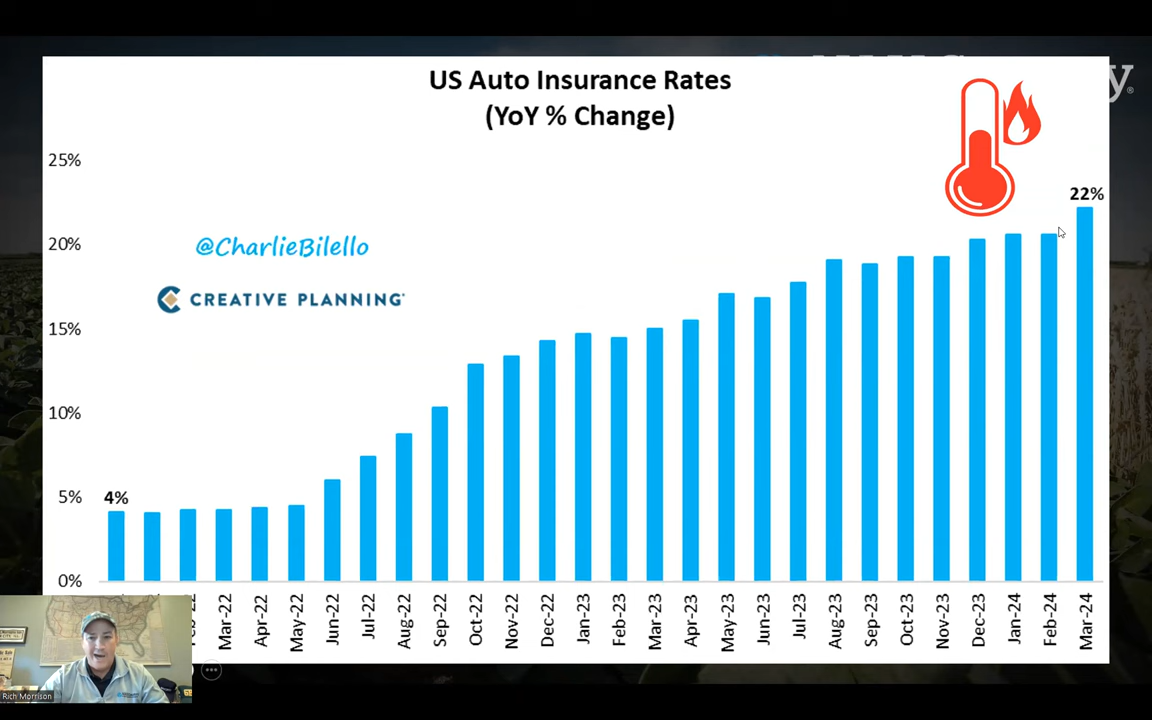 US Auto Insurance Rates
(YoY % Change)
25%
22%
20%
@CharlieBilello
CREATIVE PLANNING
15%
10%
5%
4%
0%
Mar-22
Apr-22
May-22
Jun-22
Jul-22
Aug-22
Sep-22
Oct-22
Nov-22
Dec-22
Jan-23
Feb-23
Mar-23
Apr-23
May-23
Jun-23
Jul-23
Aug-23
Sep-23
Oct-23
Nov-23
Dec-23
Jan-24
Feb-24
Mar-24
Rich Morrison